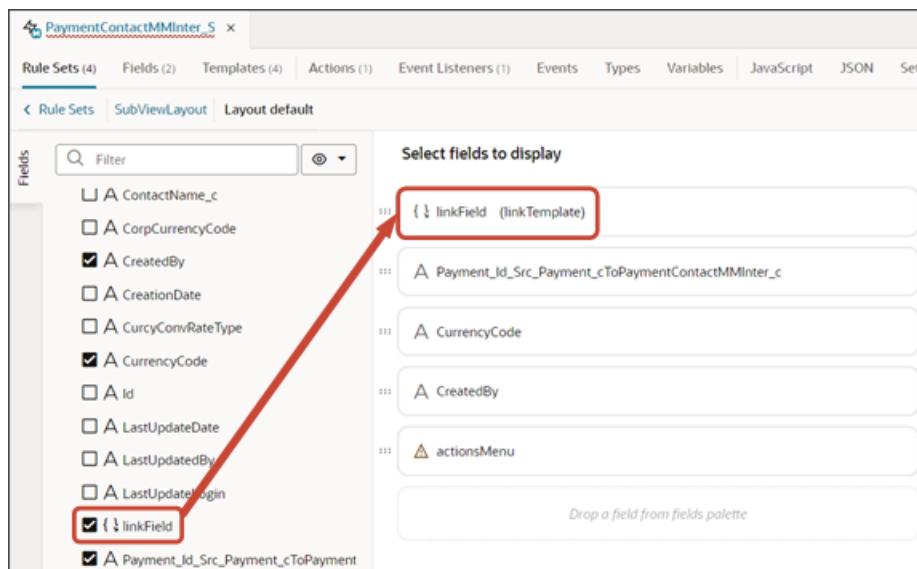 PaymentContactMMInter_S ×
Rule Sets (4) Fields (2) Templates (4) Actions (1) Event Listeners (1) Events Types Variables JavaScript JSON Set
Rule Sets SubViewLayout Layout default
Fields
Filter
Select fields to display
ContactName_c
CorpCurrencyCode
CreatedBy
CreationDate
CurcyConvRateType
CurrencyCode
Id
LastUpdateDate
LastUpdatedBy
LastUpdateLogin
linkField
Payment_Id_Src_Payment_cToPayment
linkField (linkTemplate)
Payment_Id_Src_Payment_cToPaymentContactMMInter_c
CurrencyCode
CreatedBy
actionsMenu
Drop a field from fields palette